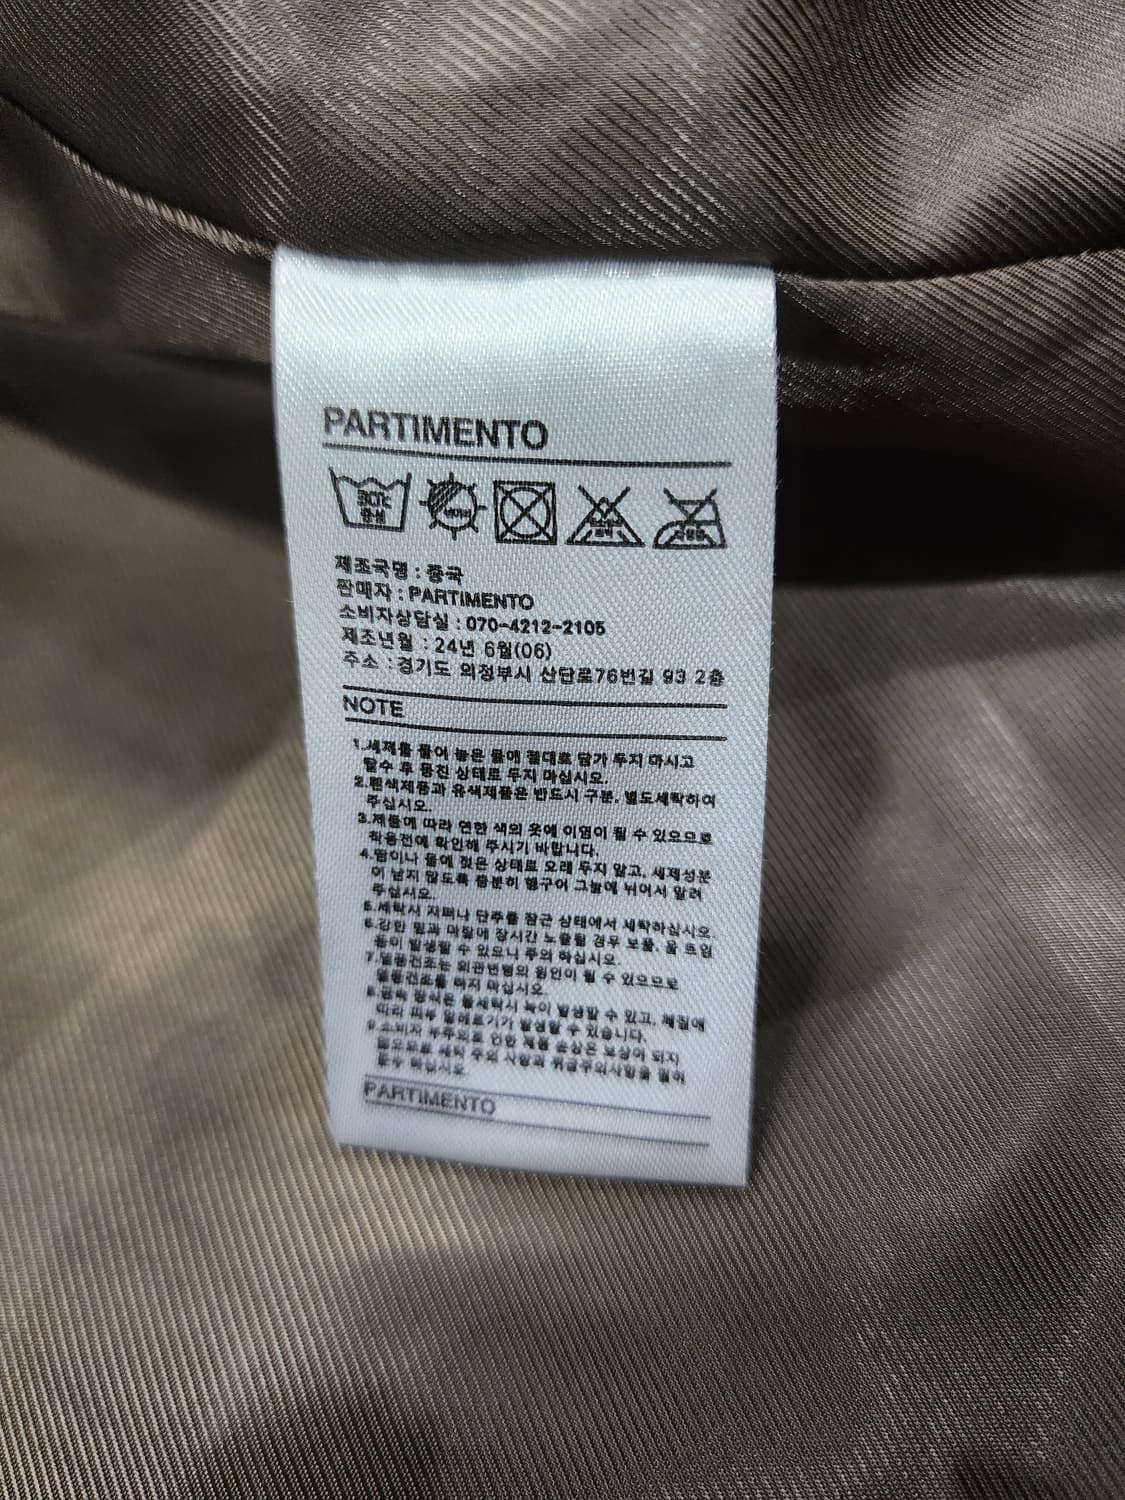 PARTIMENTO
30℃
중성
제조국명 : 중국
판매자 : PARTIMENTO
소비자상담실 : 070-4212-2105
제조년월 : 24년 6월(06)
주소 : 경기도 의정부시 산단로76번길 93 2층
NOTE
1.세제를 풀어 놓은 물에 절대로 담가 두지 마시고
탈수 후 뭉친 상태로 두지 마십시오.
2.흰색제품과 유색제품은 반드시 구분, 별도세탁하여
주십시오.
3.제품에 따라 연한 색의 옷에 이염이 될 수 있으므로
착용전에 확인해 주시기 바랍니다.
4.땀이나 물에 젖은 상태로 오래 두지 말고, 세제성분
이 남지 않도록 충분히 헹구어 그늘에 뉘어서 말려
주십시오.
5.세탁시 지퍼나 단추를 잠근 상태에서 세탁하십시오.
6.강한 힘과 마찰에 장시간 노출될 경우 보풀, 올 트임
등이 발생할 수 있으니 주의 하십시오.
7.열풍건조는 외관변형의 원인이 될 수 있으므로
열풍건조를 하지 마십시오.
8.금속 장식은 물세탁시 녹이 발생할 수 있고, 체질에
따라 피부 알레르기가 발생할 수 있습니다.
9.소비자 부주의로 인한 제품 손상은 보상이 되지
않으므로 세탁 주의 사항과 취급주의사항을 필히
준수 하십시오.
PARTIMENTO